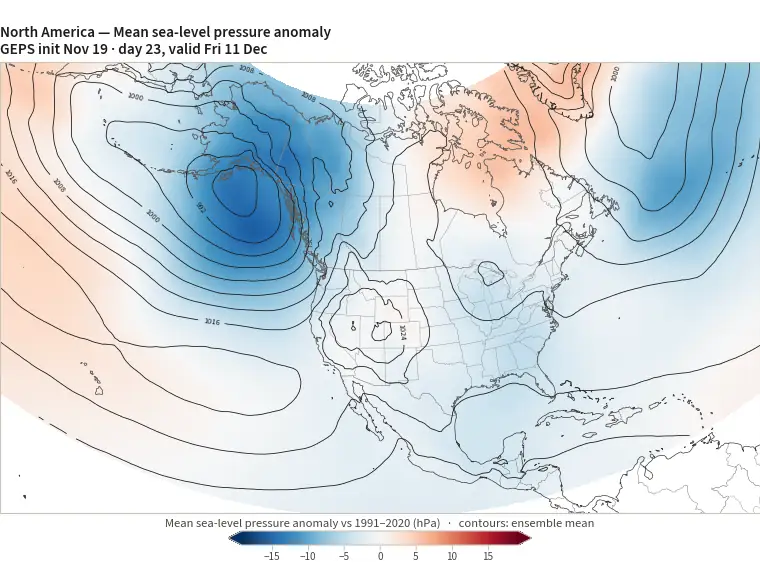 North America — Mean sea-level pressure anomaly
GEPS init Nov 19 · day 23, valid Fri 11 Dec
1008
1008
1000
1000
1016
1008
992
1000
1016
1024
Mean sea-level pressure anomaly vs 1991–2020 (hPa) · contours: ensemble mean
−15 −10 −5 0 5 10 15